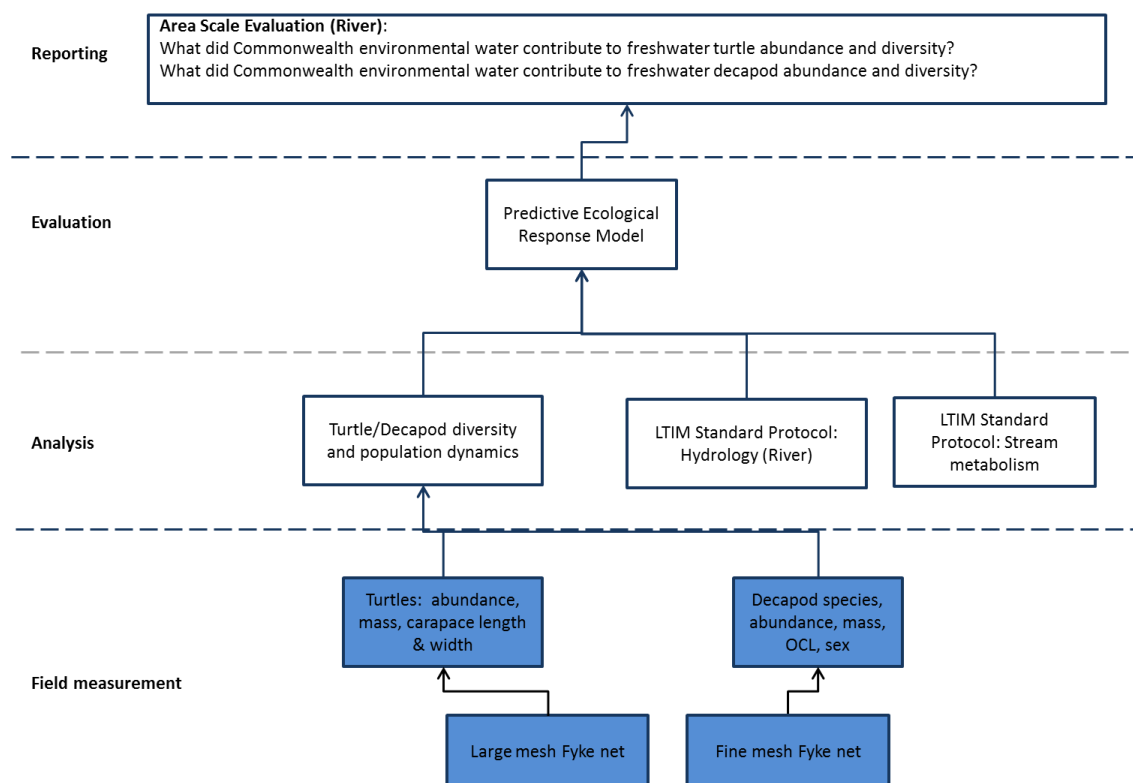 Reporting
Area Scale Evaluation (River):
What did Commonwealth environmental water contribute to freshwater turtle abundance and diversity?
What did Commonwealth environmental water contribute to freshwater decapod abundance and diversity?
Evaluation
Predictive Ecological
Response Model
Analysis
Turtle/Decapod diversity
and population dynamics
LTIM Standard Protocol:
Hydrology (River)
LTIM Standard
Protocol: Stream
metabolism
Field measurement
Turtles:  abundance,
mass, carapace length
& width
Decapod species,
abundance, mass,
OCL, sex
Large mesh Fyke net
Fine mesh Fyke net